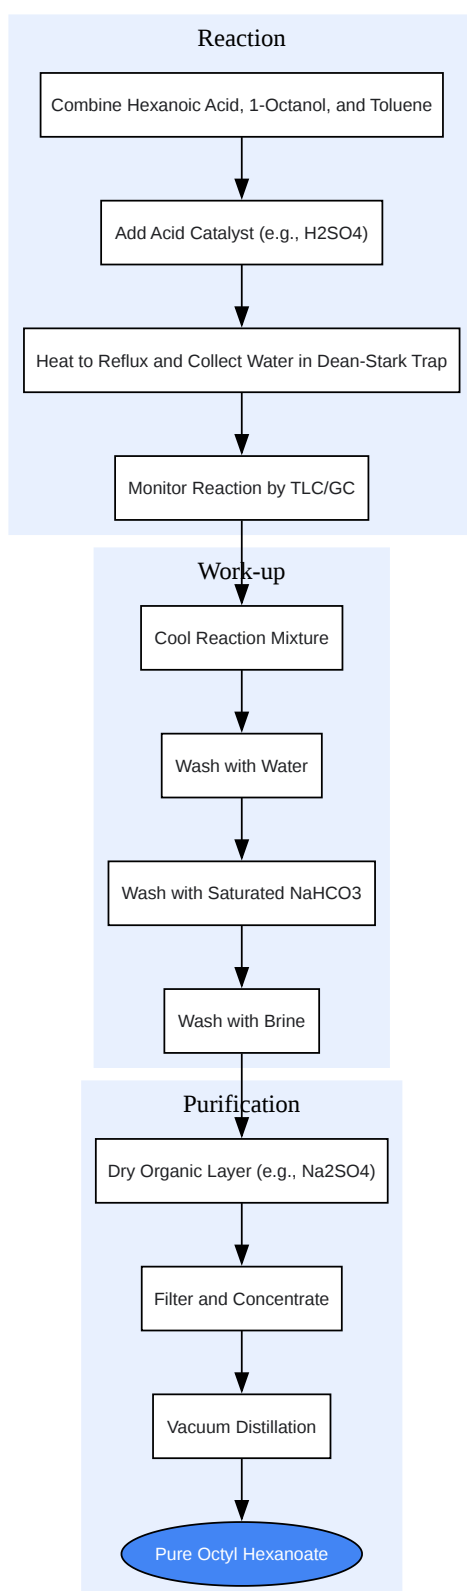 Reaction
Combine Hexanoic Acid, 1-Octanol, and Toluene
Add Acid Catalyst (e.g., H2SO4)
Heat to Reflux and Collect Water in Dean-Stark Trap
Monitor Reaction by TLC/GC
Work-up
Cool Reaction Mixture
Wash with Water
Wash with Saturated NaHCO3
Wash with Brine
Purification
Dry Organic Layer (e.g., Na2SO4)
Filter and Concentrate
Vacuum Distillation
Pure Octyl Hexanoate